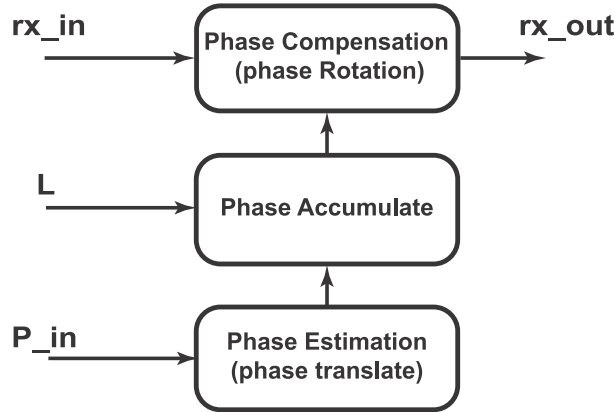 rx_in
Phase Compensation
(phase Rotation)
rx_out
L
Phase Accumulate
P_in
Phase Estimation
(phase translate)